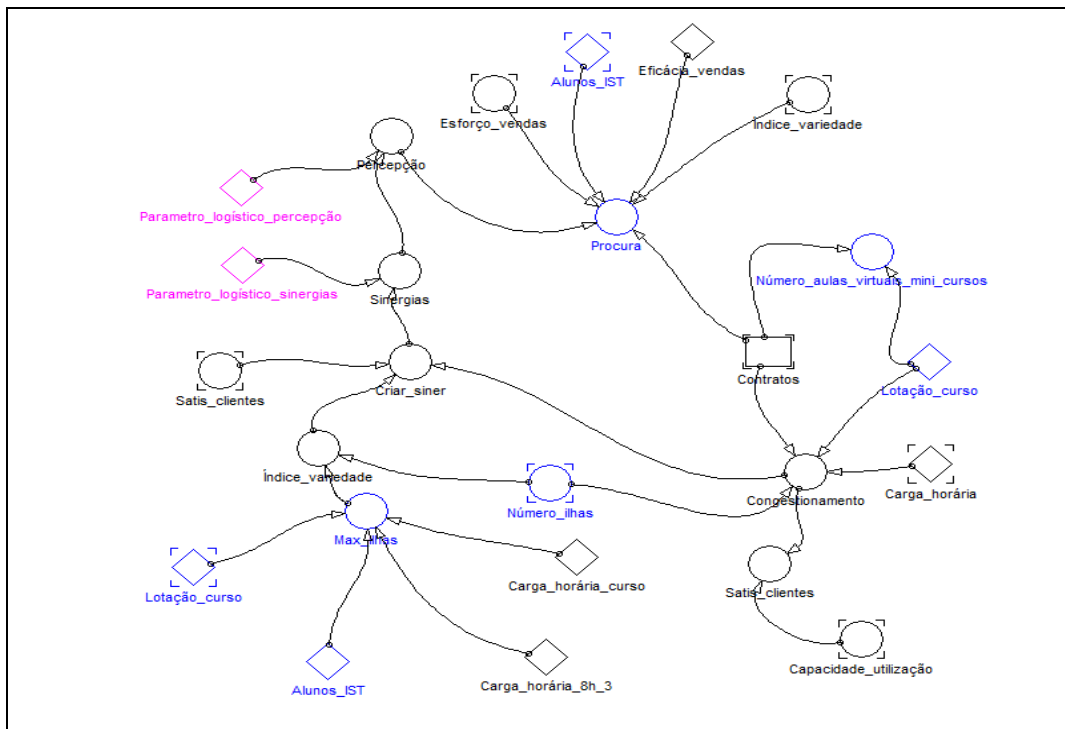 Eficácia_vendas
Alunos_IST
Esforço_vendas
Índice_variedade
Percepção
Parametro_logístico_percepção
Procura
Número_aulas_virtuais_mini_cursos
Parametro_logístico_sinergias
Sinergias
Contratos
Lotação_curso
Satis_clientes
Criar_siner
Índice_variedade
Congestionamento
Carga_horária
Número_ilhas
Max_ilhas
Carga_horária_curso
Satis_clientes
Lotação_curso
Capacidade_utilização
Alunos_IST
Carga_horária_8h_3